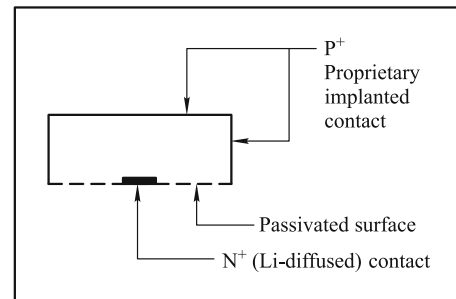 P+
Proprietary
implanted
contact
Passivated surface
N+ (Li-diffused) contact